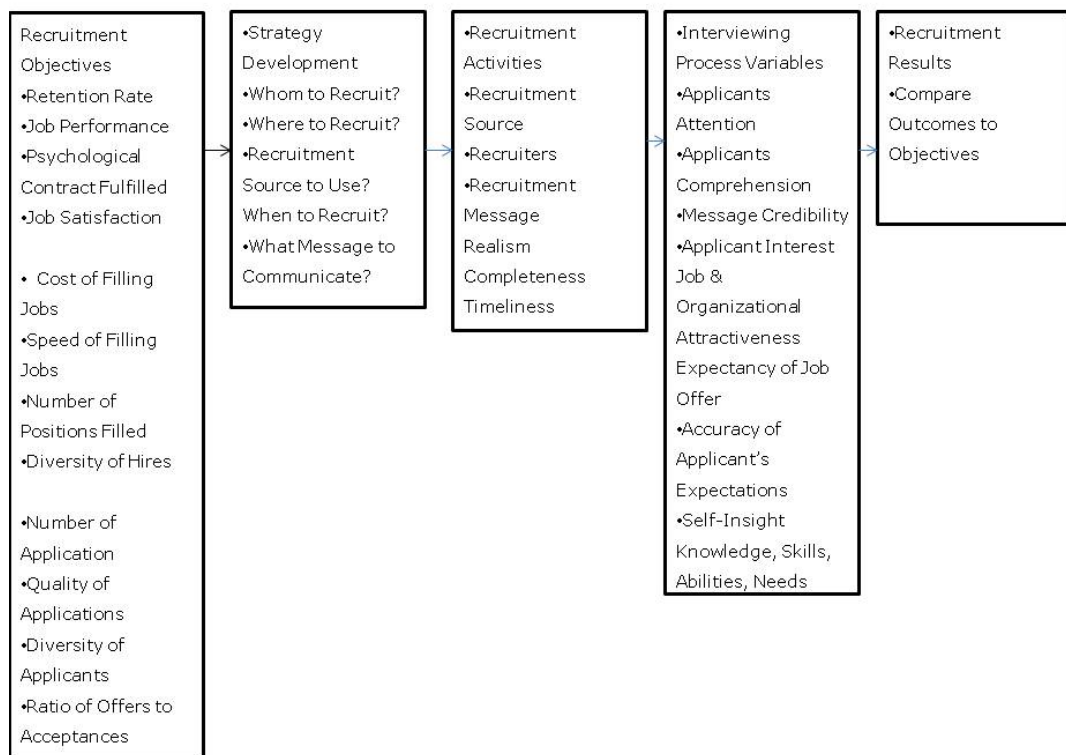 Recruitment
Objectives
•Retention Rate
•Job Performance
•Psychological
Contract Fulfilled
•Job Satisfaction
• Cost of Filling
Jobs
•Speed of Filling
Jobs
•Number of
Positions Filled
•Diversity of Hires
•Number of
Application
•Quality of
Applications
•Diversity of
Applicants
•Ratio of Offers to
Acceptances
•Strategy
Development
•Whom to Recruit?
•Where to Recruit?
•Recruitment
Source to Use?
When to Recruit?
•What Message to
Communicate?
•Recruitment
Activities
•Recruitment
Source
•Recruiters
•Recruitment
Message
Realism
Completeness
Timeliness
•Interviewing
Process Variables
•Applicants
Attention
•Applicants
Comprehension
•Message Credibility
•Applicant Interest
Job &
Organizational
Attractiveness
Expectancy of Job
Offer
•Accuracy of
Applicant’s
Expectations
•Self-Insight
Knowledge, Skills,
Abilities, Needs
•Recruitment
Results
•Compare
Outcomes to
Objectives